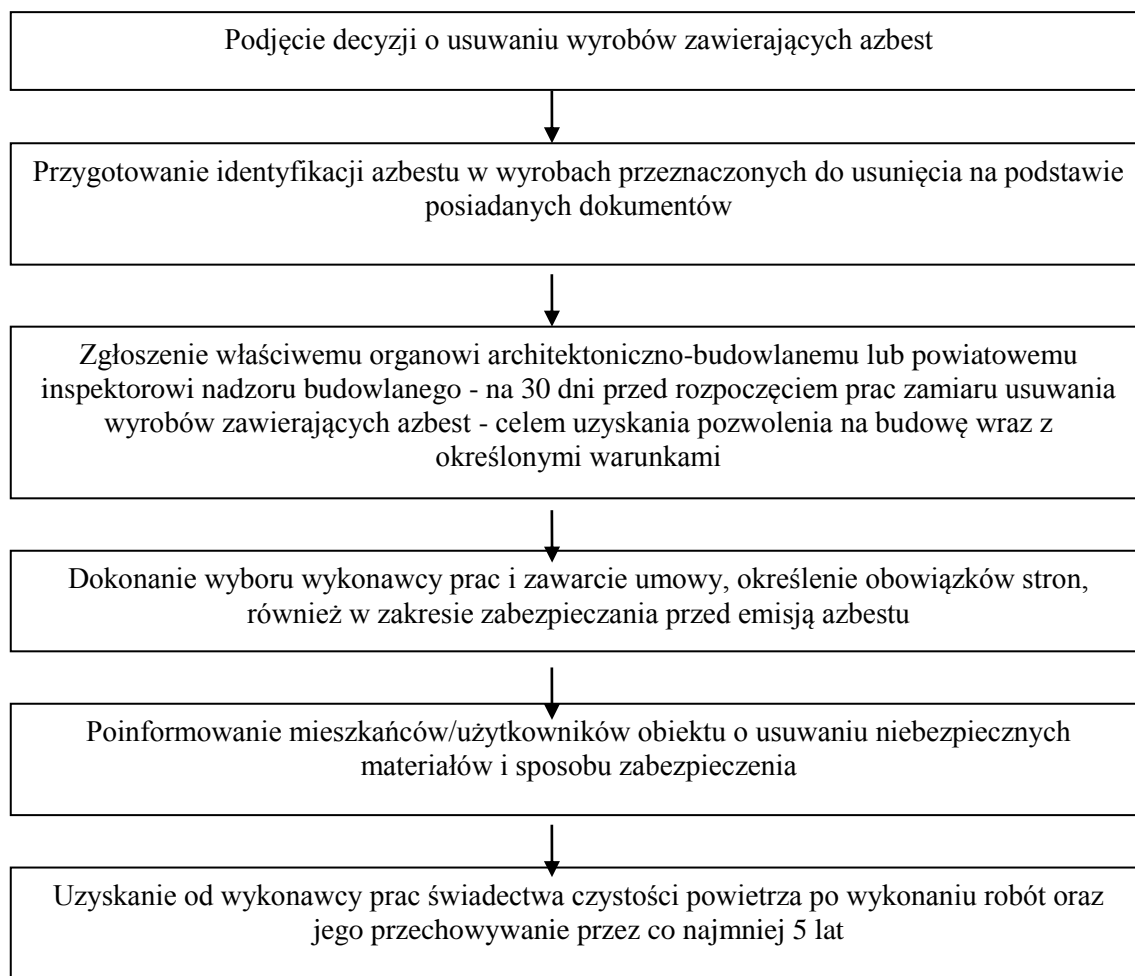 Podjęcie decyzji o usuwaniu wyrobów zawierających azbest
Przygotowanie identyfikacji azbestu w wyrobach przeznaczonych do usunięcia na podstawie
posiadanych dokumentów
Zgłoszenie właściwemu organowi architektoniczno-budowlanemu lub powiatowemu
inspektorowi nadzoru budowlanego - na 30 dni przed rozpoczęciem prac zamiaru usuwania
wyrobów zawierających azbest - celem uzyskania pozwolenia na budowę wraz z
określonymi warunkami
Dokonanie wyboru wykonawcy prac i zawarcie umowy, określenie obowiązków stron,
również w zakresie zabezpieczania przed emisją azbestu
Poinformowanie mieszkańców/użytkowników obiektu o usuwaniu niebezpiecznych
materiałów i sposobu zabezpieczenia
Uzyskanie od wykonawcy prac świadectwa czystości powietrza po wykonaniu robót oraz
jego przechowywanie przez co najmniej 5 lat